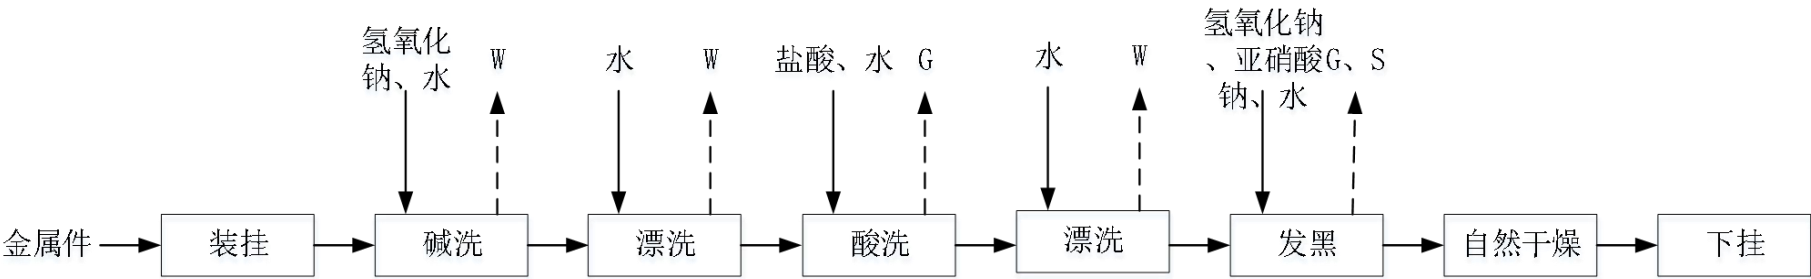 氢氧化
钠、水
W
水
W
盐酸、水
G
水
W
氢氧化钠
、亚硝酸G、S
钠、水
金属件
装挂
碱洗
漂洗
酸洗
漂洗
发黑
自然干燥
下挂